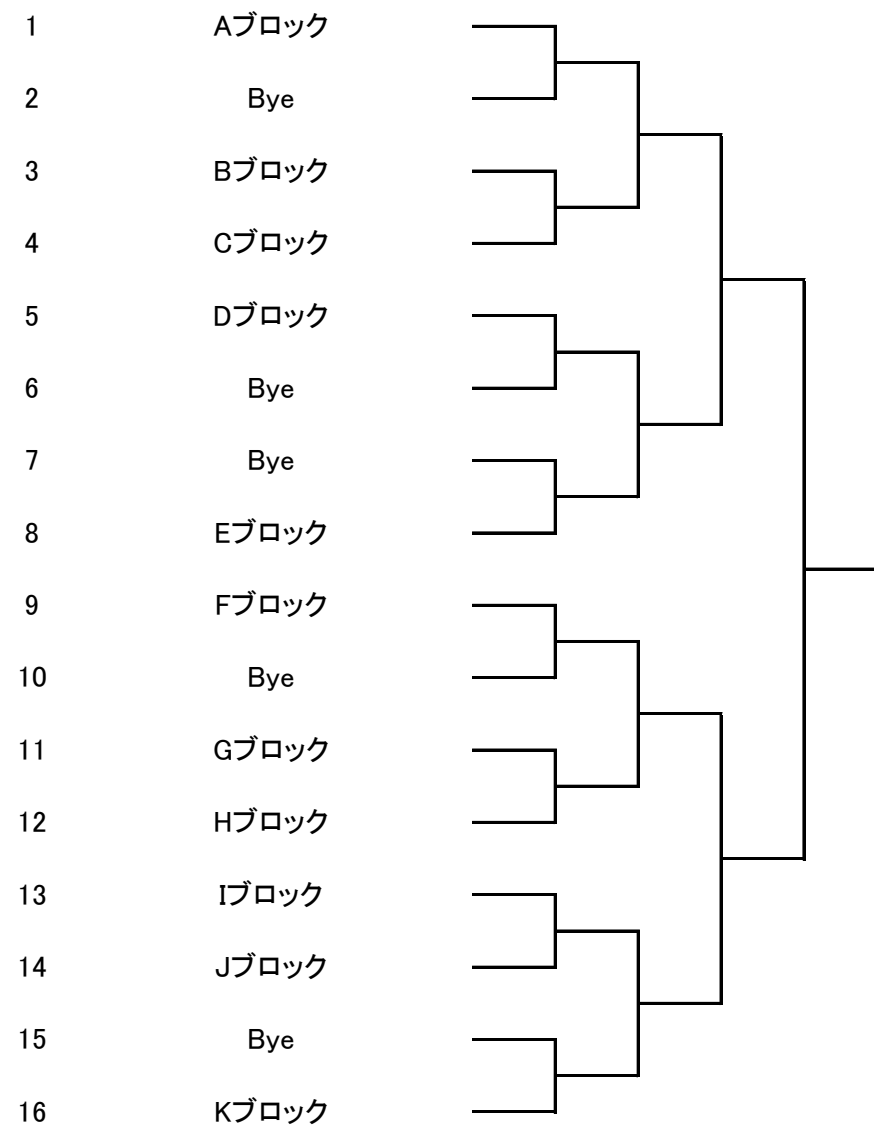 1 Aブロック
2 Bye
3 Bブロック
4 Cブロック
5 Dブロック
6 Bye
7 Bye
8 Eブロック
9 Fブロック
10 Bye
11 Gブロック
12 Hブロック
13 Iブロック
14 Jブロック
15 Bye
16 Kブロック